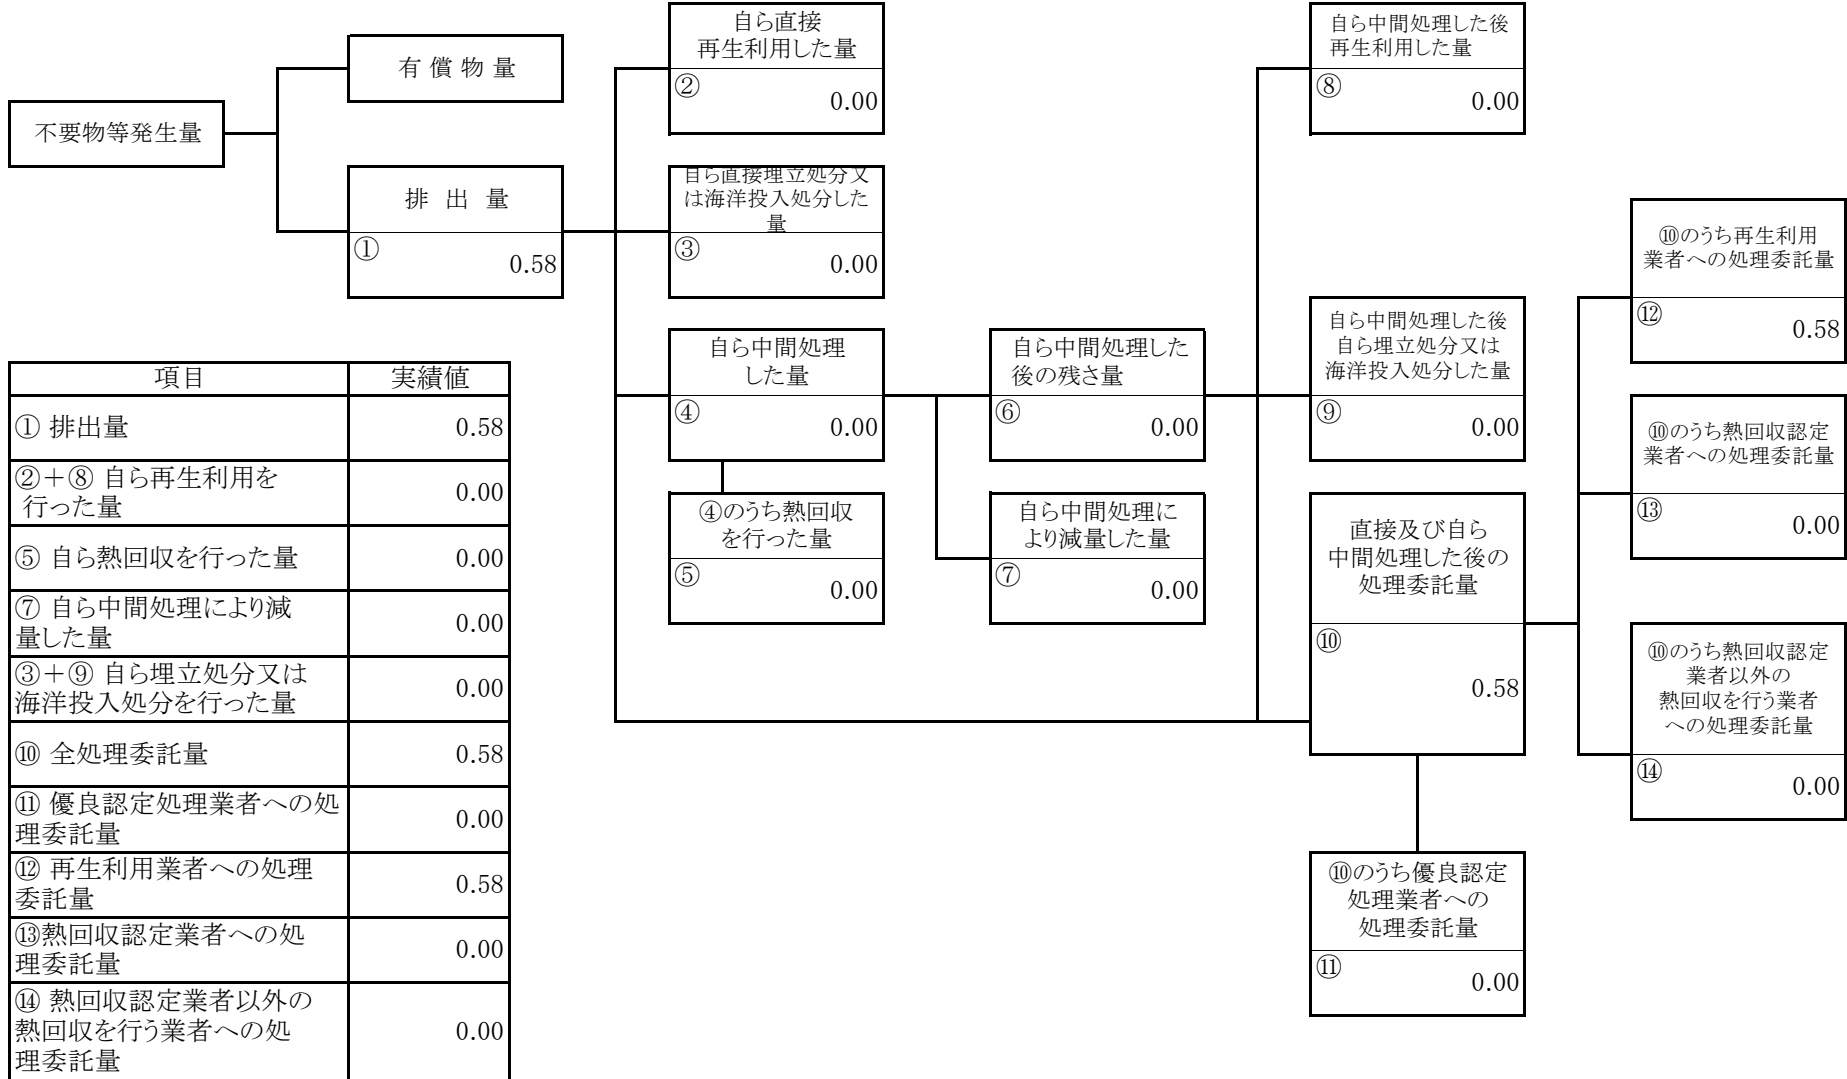 不要物等発生量
有 償 物 量
排 出 量
①
0.58
自ら直接
再生利用した量
②
0.00
自ら直接埋立処分又
は海洋投入処分した
量
③
0.00
自ら中間処理
した量
④
0.00
④のうち熱回収
を行った量
⑤
0.00
自ら中間処理した
後の残さ量
⑥
0.00
自ら中間処理に
より減量した量
⑦
0.00
自ら中間処理した後
再生利用した量
⑧
0.00
自ら中間処理した後
自ら埋立処分又は
海洋投入処分した量
⑨
0.00
直接及び自ら
中間処理した後の
処理委託量
⑩
0.58
⑩のうち優良認定
処理業者への
処理委託量
⑪
0.00
⑩のうち再生利用
業者への処理委託量
⑫
0.58
⑩のうち熱回収認定
業者への処理委託量
⑬
0.00
⑩のうち熱回収認定
業者以外の
熱回収を行う業者
への処理委託量
⑭
0.00
項目 実績値
① 排出量 0.58
②＋⑧ 自ら再生利用を
行った量 0.00
⑤ 自ら熱回収を行った量 0.00
⑦ 自ら中間処理により減
量した量 0.00
③＋⑨ 自ら埋立処分又は
海洋投入処分を行った量 0.00
⑩ 全処理委託量 0.58
⑪ 優良認定処理業者への処
理委託量 0.00
⑫ 再生利用業者への処理
委託量 0.58
⑬熱回収認定業者への処
理委託量 0.00
⑭ 熱回収認定業者以外の
熱回収を行う業者への処
理委託量 0.00